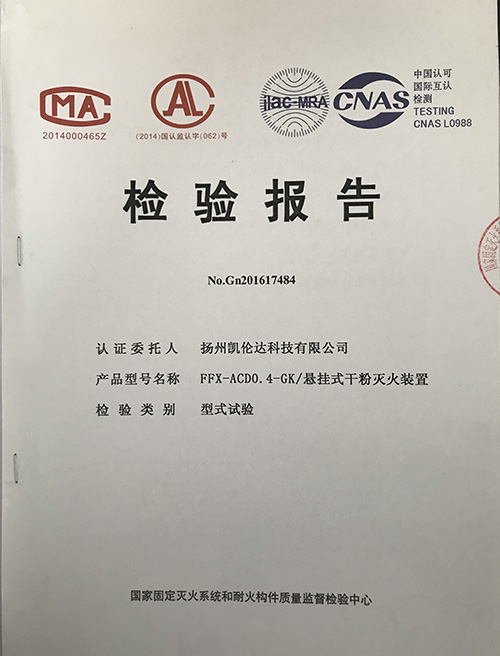 MA
2014000465Z
AL
(2014)国认监认字(062)号
ilac-MRA
CNAS
中国认可
国际互认
检测
TESTING
CNAS L0988
检验报告
No.Gn201617484
认证委托人 扬州凯伦达科技有限公司
产品型号名称 FFX-ACD0.4-GK/悬挂式干粉灭火装置
检验类别 型式试验
国家固定灭火系统和耐火构件质量监督检验中心